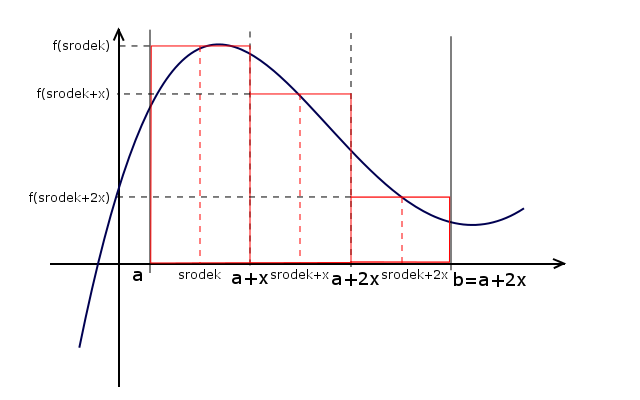 f(srodek)
f(srodek+x)
f(srodek+2x)
a
srodek
a+x
srodek+x
a+2x
srodek+2x
b=a+2x